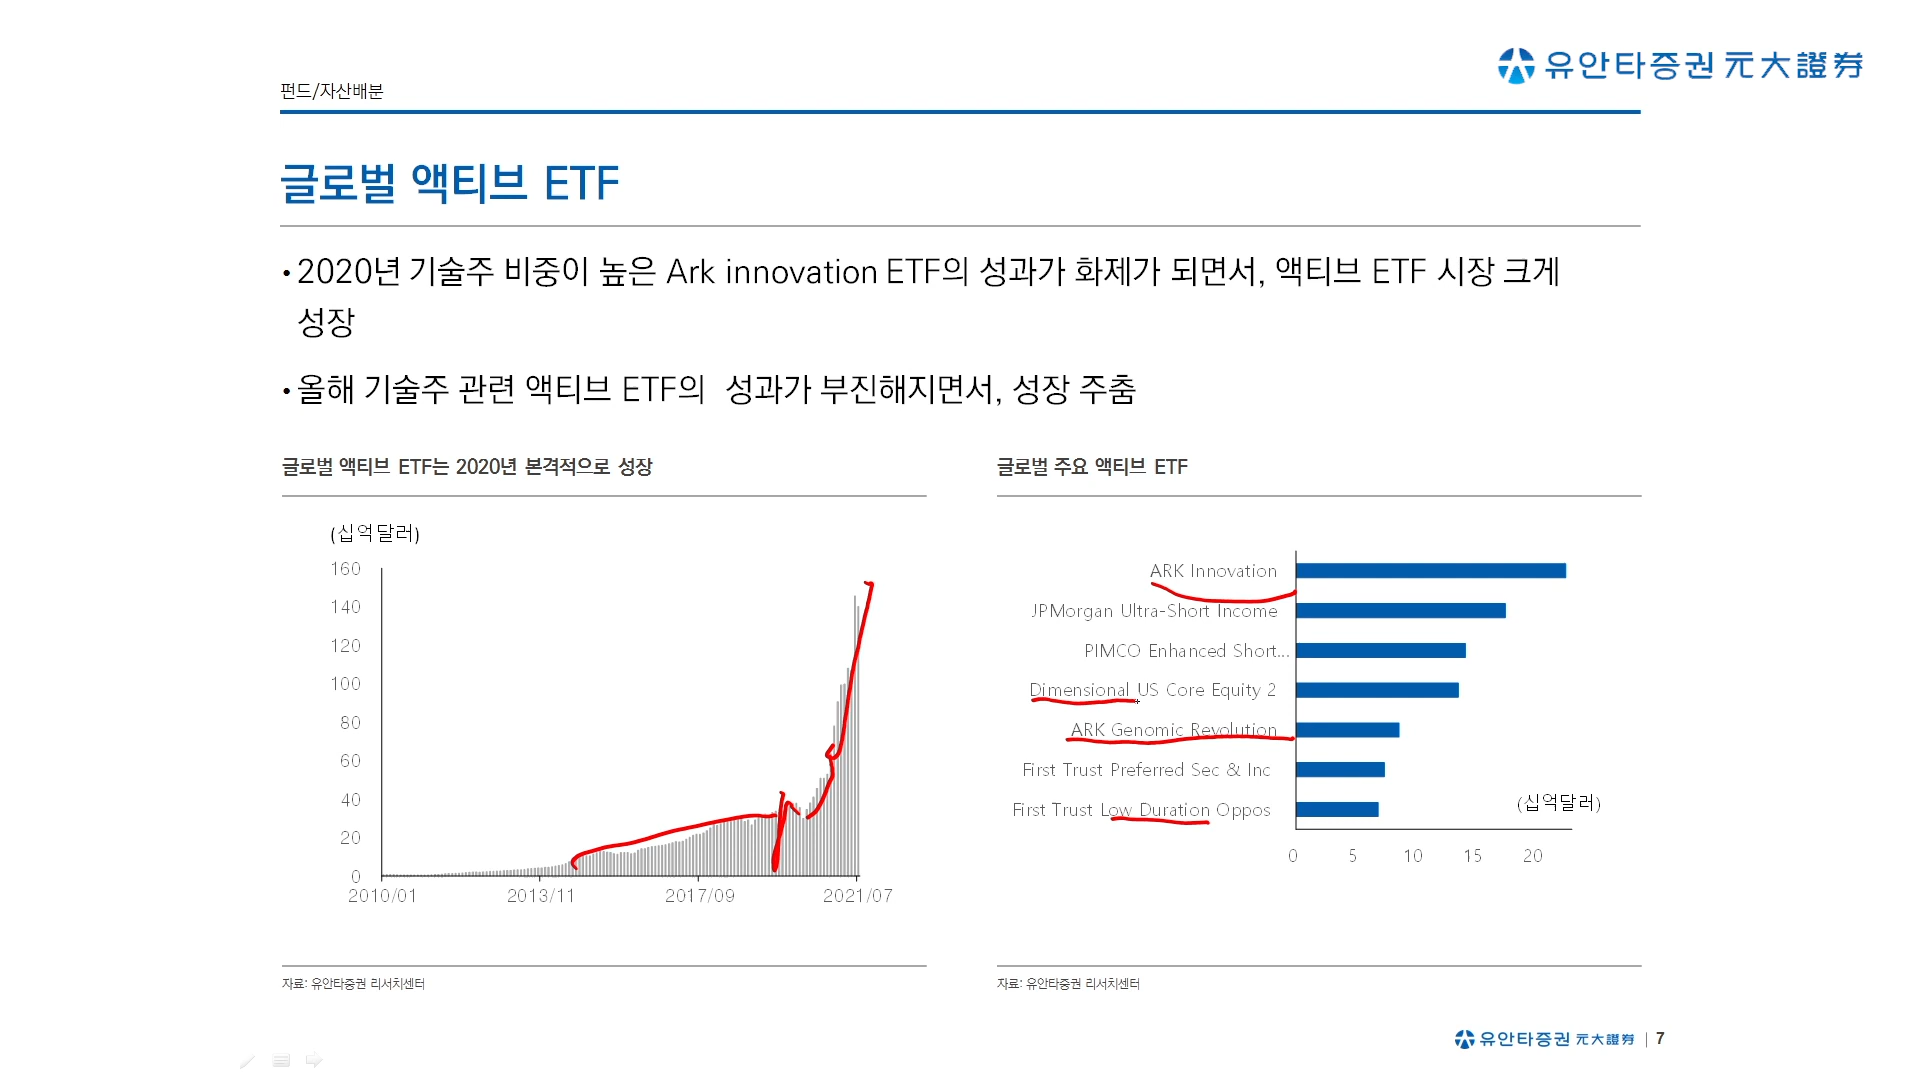 유안타증권 元大證券
펀드/자산배분
글로벌 액티브 ETF
• 2020년 기술주 비중이 높은 Ark innovation ETF의 성과가 화제가 되면서, 액티브 ETF 시장 크게
성장
• 올해 기술주 관련 액티브 ETF의 성과가 부진해지면서, 성장 주춤
글로벌 액티브 ETF는 2020년 본격적으로 성장
(십억달러)
160
140
120
100
80
60
40
20
0
2010/01 2013/11 2017/09 2021/07
자료: 유안타증권 리서치센터
글로벌 주요 액티브 ETF
ARK Innovation
JPMorgan Ultra-Short Income
PIMCO Enhanced Short...
Dimensional US Core Equity 2
ARK Genomic Revolution
First Trust Preferred Sec & Inc
First Trust Low Duration Oppos
(십억달러)
0 5 10 15 20
자료: 유안타증권 리서치센터
유안타증권 元大證券 | 7